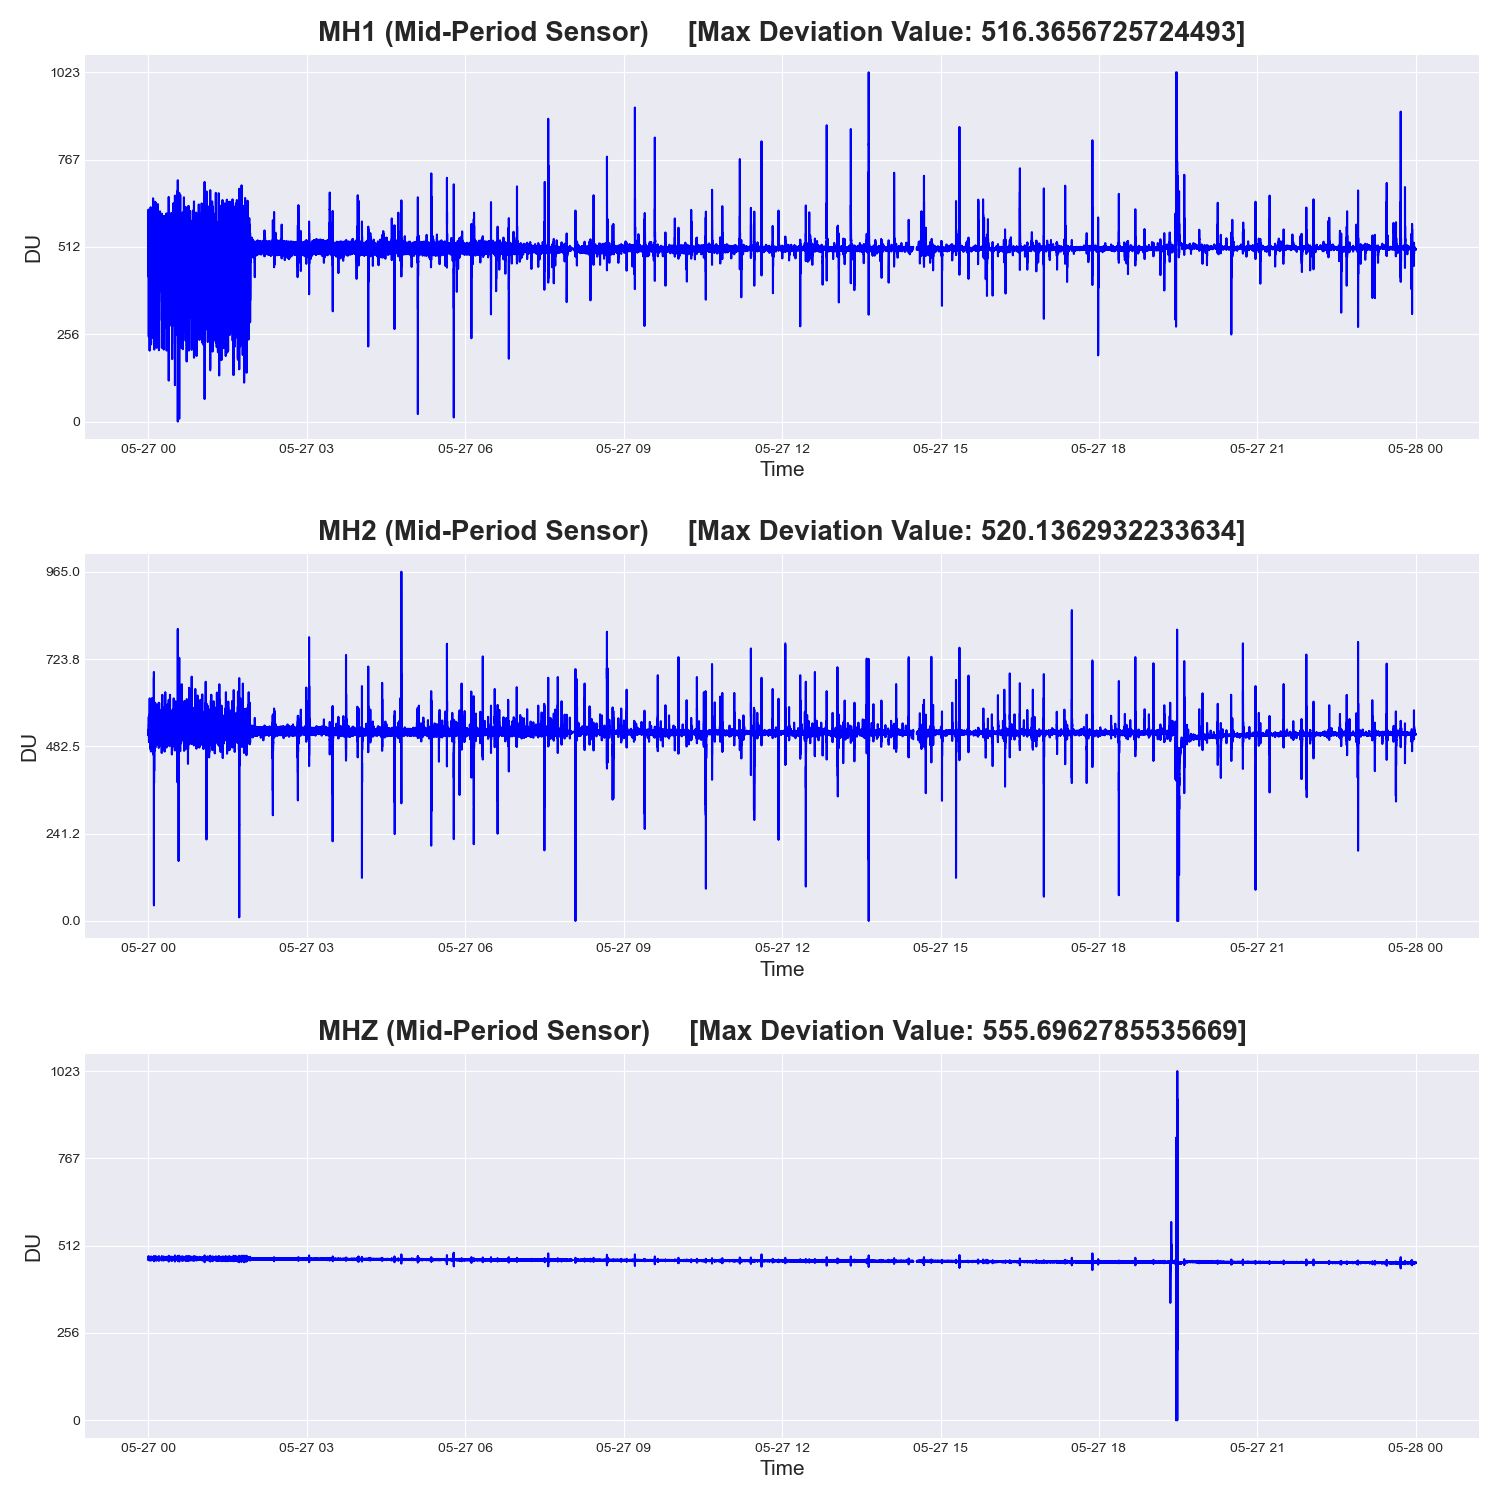 MH1 (Mid-Period Sensor) [Max Deviation Value: 516.3656725724493]
1023
767
512
256
0
DU
05-27 00 05-27 03 05-27 06 05-27 09 05-27 12 05-27 15 05-27 18 05-27 21 05-28 00
Time
MH2 (Mid-Period Sensor) [Max Deviation Value: 520.1362932233634]
965.0
723.8
482.5
241.2
0.0
DU
05-27 00 05-27 03 05-27 06 05-27 09 05-27 12 05-27 15 05-27 18 05-27 21 05-28 00
Time
MHZ (Mid-Period Sensor) [Max Deviation Value: 555.6962785535669]
1023
767
512
256
0
DU
05-27 00 05-27 03 05-27 06 05-27 09 05-27 12 05-27 15 05-27 18 05-27 21 05-28 00
Time